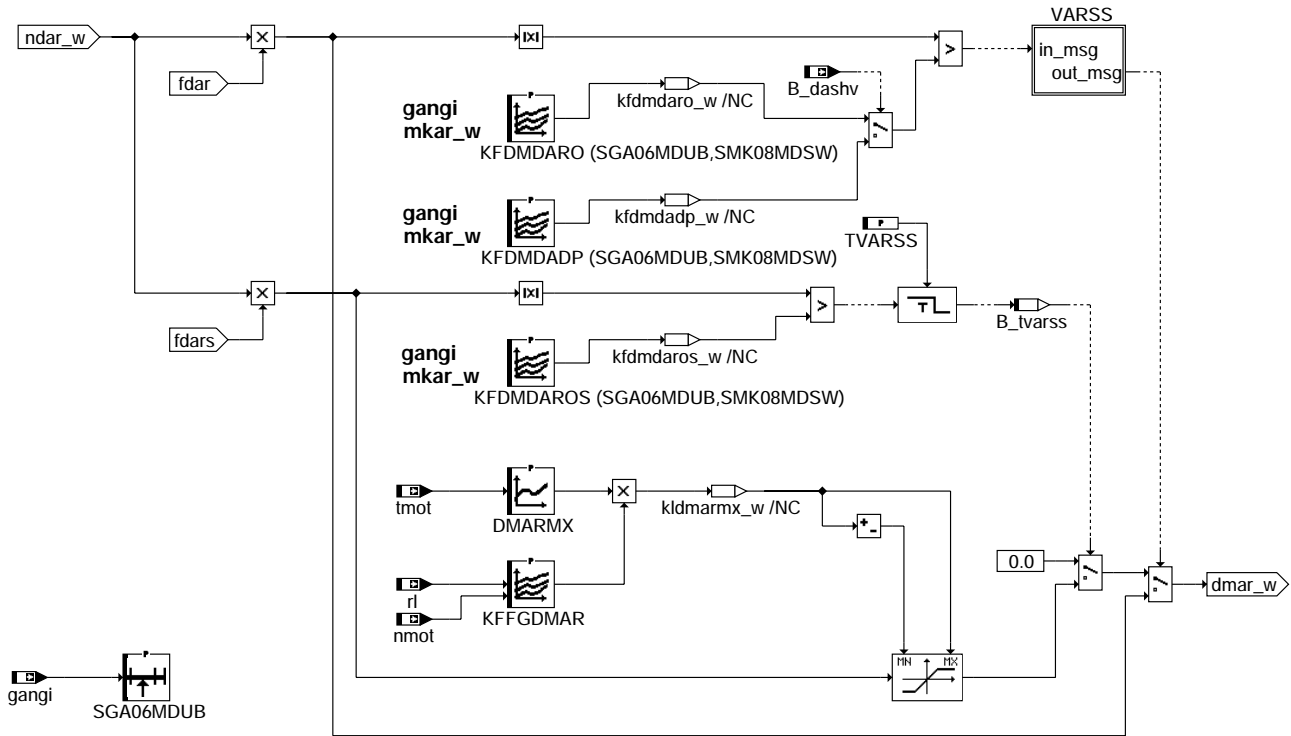 VARSS
ndar_w
in_msg
out_msg
>
fdar
B_dashv
gangi
mkar_w
kfdmdaro_w /NC
P
KFDMDARO (SGA06MDUB,SMK08MDSW)
gangi
mkar_w
kfdmdadp_w /NC
P
KFDMDADP (SGA06MDUB,SMK08MDSW)
P
TVARSS
|x|
>
T
B_tvarss
fdars
gangi
mkar_w
kfdmdaros_w /NC
P
KFDMDAROS (SGA06MDUB,SMK08MDSW)
P
tmot
DMARMX
kldmarmx_w /NC
P
rl
nmot
KFFGDMAR
0.0
dmar_w
MN MX
P
gangi
SGA06MDUB